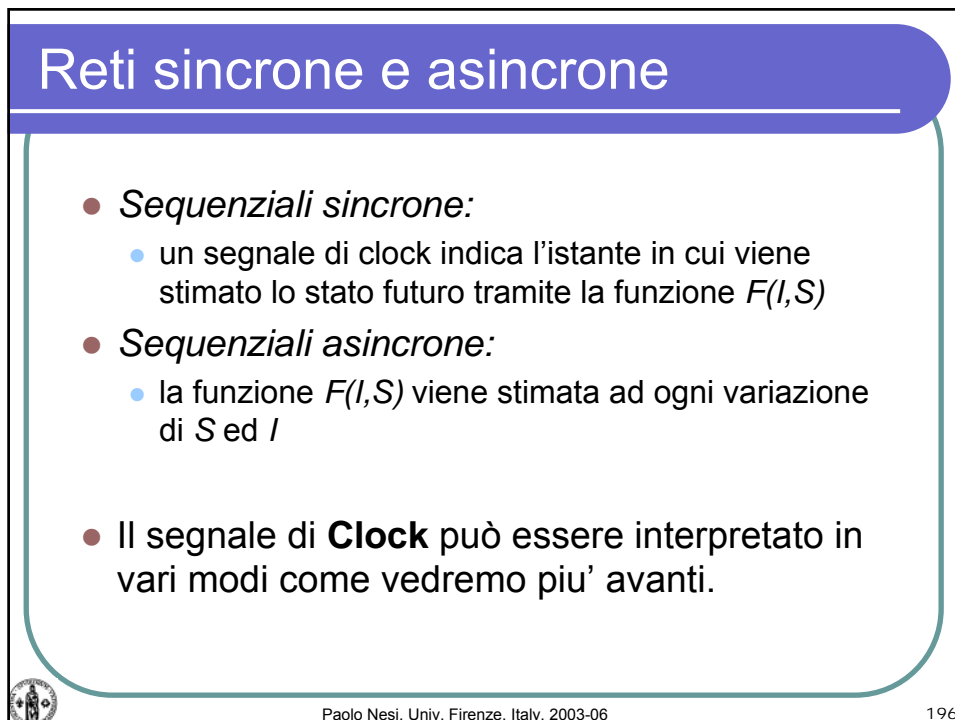 Reti sincrone e asincrone
Sequenziali sincrone:
un segnale di clock indica l’istante in cui viene
stimato lo stato futuro tramite la funzione F(I,S)
Sequenziali asincrone:
la funzione F(I,S) viene stimata ad ogni variazione
di S ed I
Il segnale di Clock può essere interpretato in
vari modi come vedremo piu’ avanti.
Paolo Nesi, Univ. Firenze, Italy, 2003-06
196